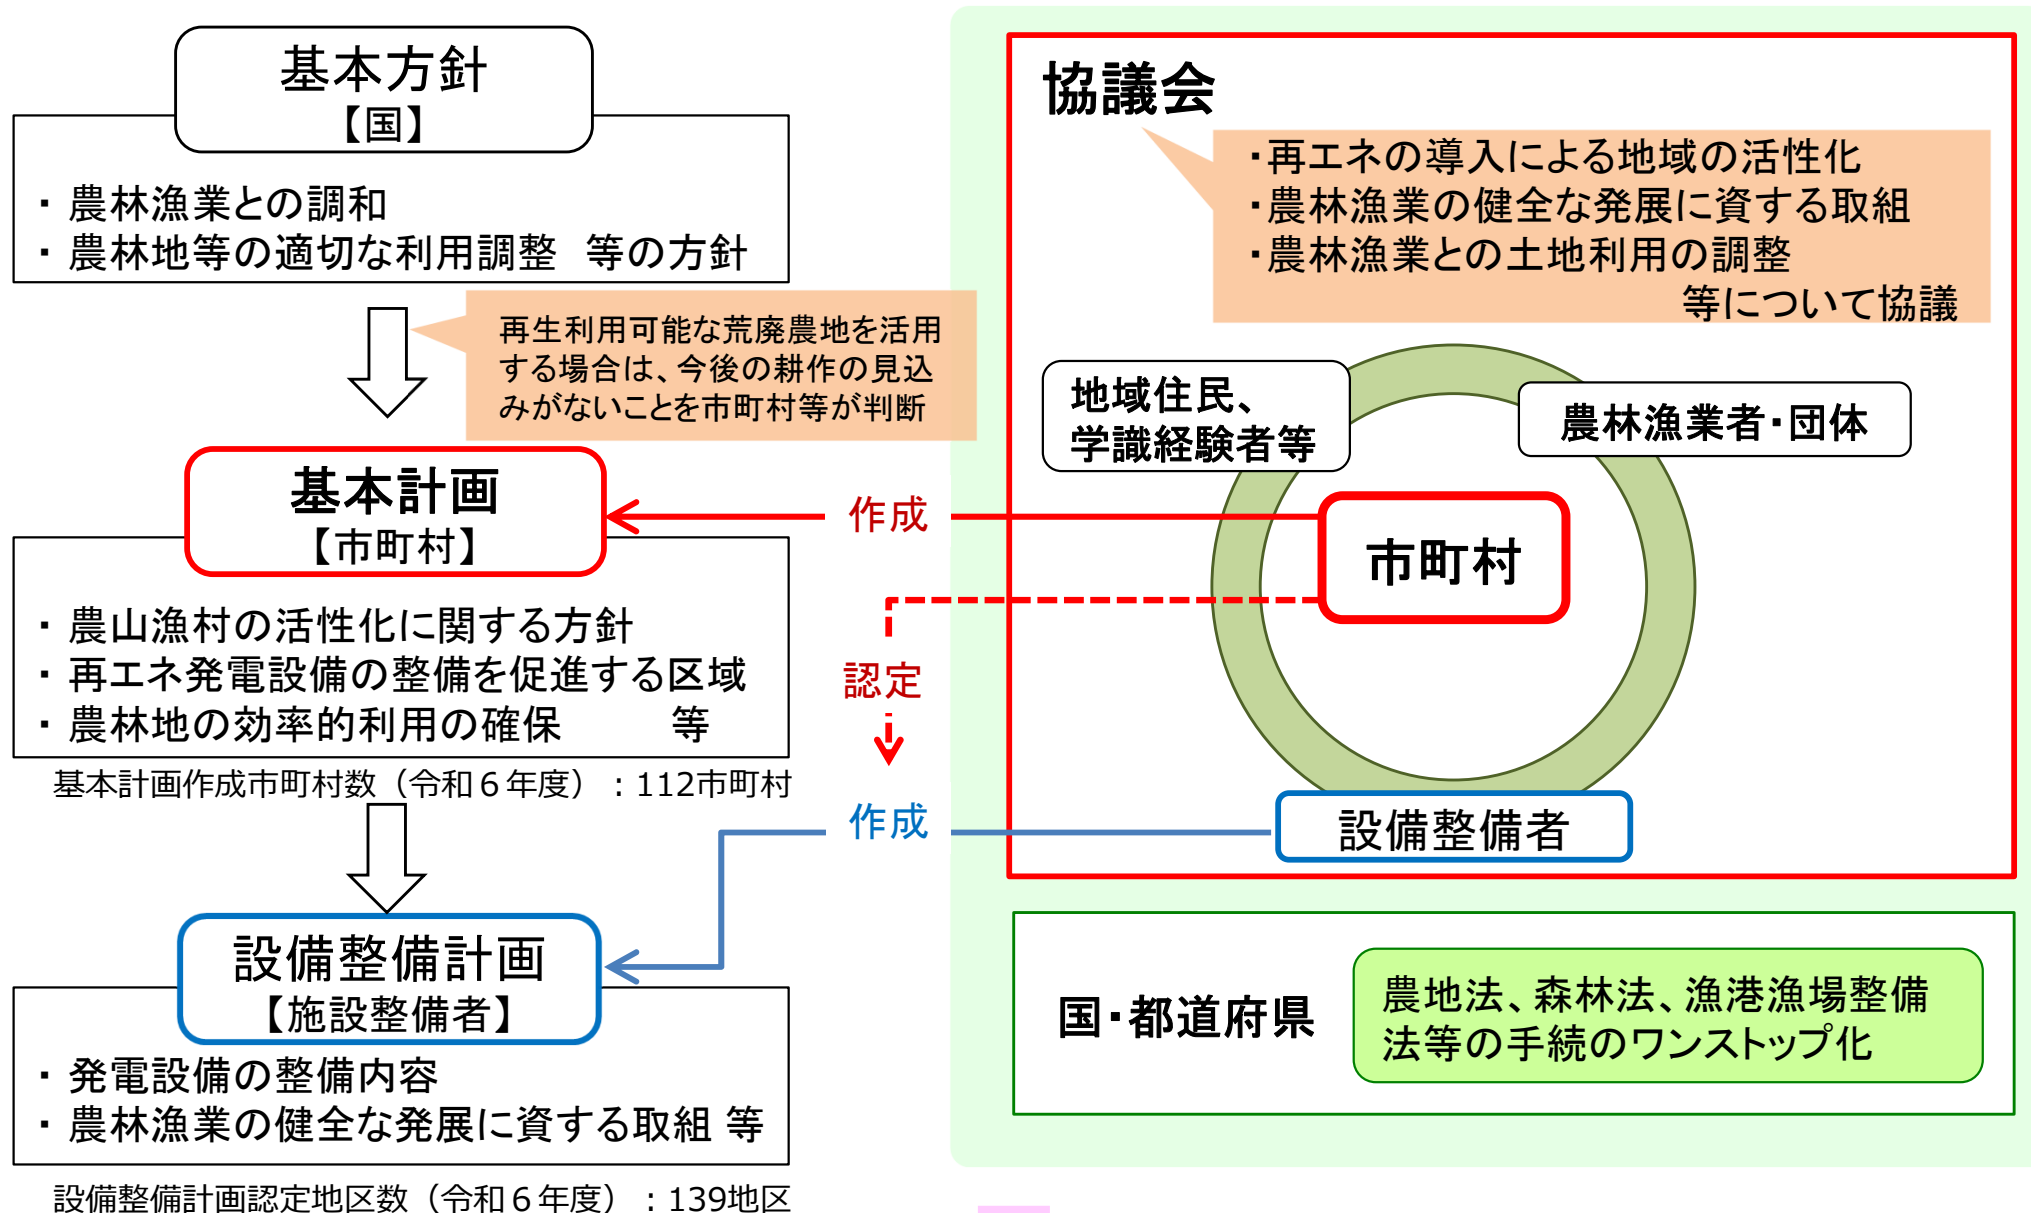 基本方針
【国】
・ 農林漁業との調和
・ 農林地等の適切な利用調整　等の方針
再生利用可能な荒廃農地を活用
する場合は、今後の耕作の見込
みがないことを市町村等が判断
基本計画
【市町村】
・ 農山漁村の活性化に関する方針
・ 再エネ発電設備の整備を促進する区域
・ 農林地の効率的利用の確保　　　等
基本計画作成市町村数（令和６年度）：112市町村
設備整備計画
【施設整備者】
・ 発電設備の整備内容
・ 農林漁業の健全な発展に資する取組 等
設備整備計画認定地区数（令和６年度）：139地区
作成
認定
作成
協議会
・再エネの導入による地域の活性化
・農林漁業の健全な発展に資する取組
・農林漁業との土地利用の調整
等について協議
地域住民、
学識経験者等
農林漁業者・団体
市町村
設備整備者
国・都道府県
農地法、森林法、漁港漁場整備
法等の手続のワンストップ化